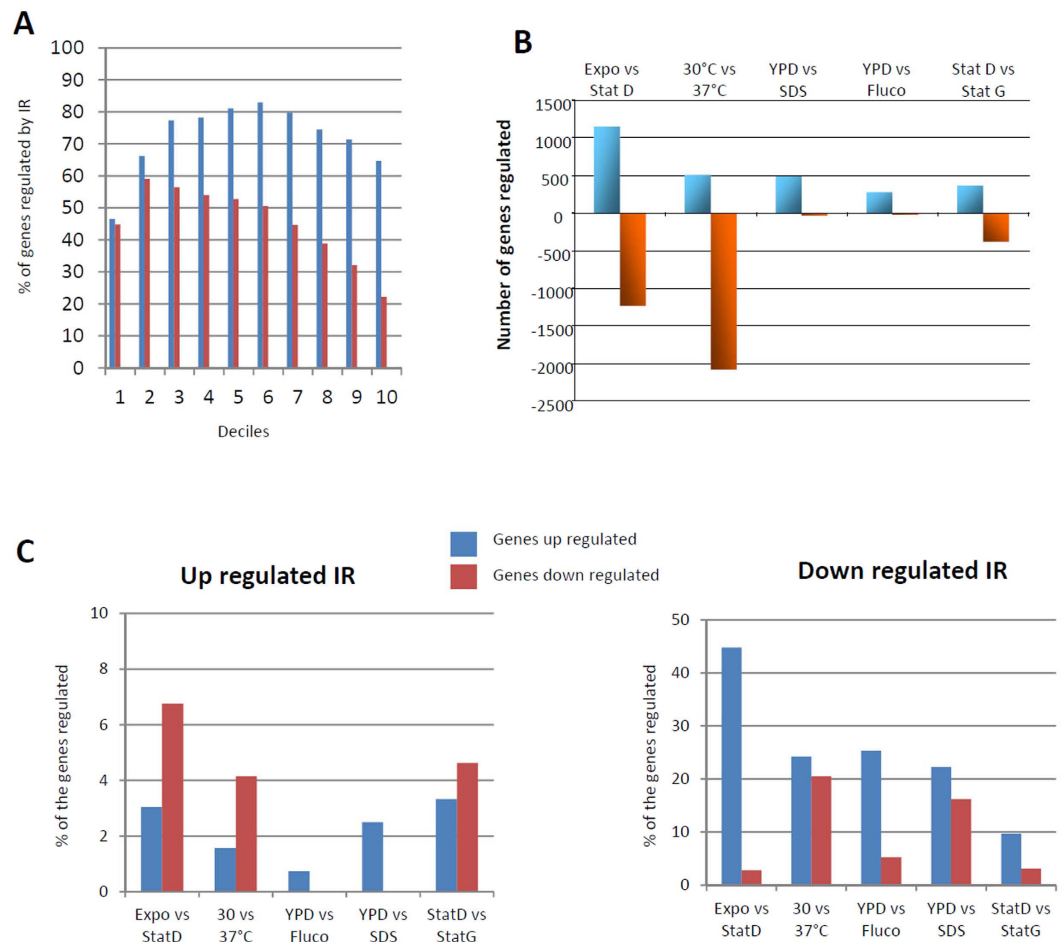 A
% of genes regulated by IR
100
90
80
70
60
50
40
30
20
10
0
1 2 3 4 5 6 7 8 9 10
Deciles
B
Expo vs Stat D
30°C vs 37°C
YPD vs SDS
YPD vs Fluco
Stat D vs Stat G
Number of genes regulated
1500
1000
500
0
-500
-1000
-1500
-2000
-2500
C
Genes up regulated
Genes down regulated
Up regulated IR
% of the genes regulated
10
8
6
4
2
0
Expo vs StatD
30 vs 37°C
YPD vs Fluco
YPD vs SDS
StatD vs StatG
Down regulated IR
% of the genes regulated
50
40
30
20
10
0
Expo vs StatD
30 vs 37°C
YPD vs Fluco
YPD vs SDS
StatD vs StatG